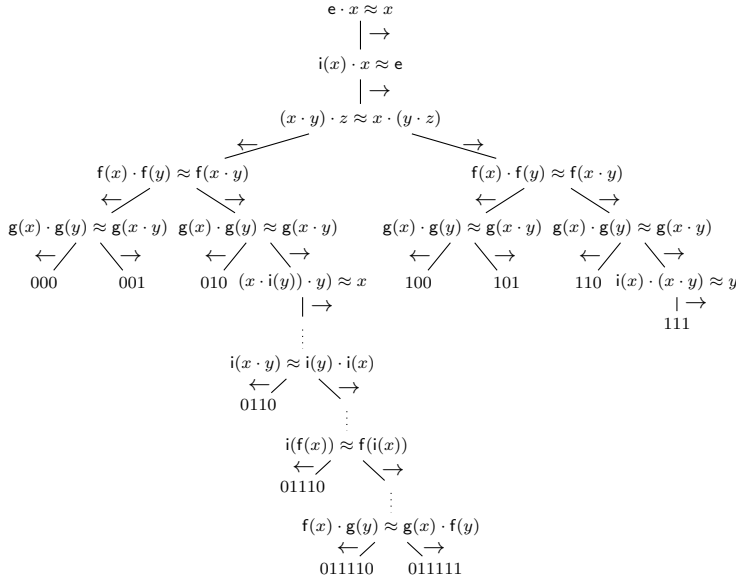 e · x ≈ x
→
i(x) · x ≈ e
→
(x · y) · z ≈ x · (y · z)
← →
f(x) · f(y) ≈ f(x · y) f(x) · f(y) ≈ f(x · y)
← → ← →
g(x) · g(y) ≈ g(x · y) g(x) · g(y) ≈ g(x · y) g(x) · g(y) ≈ g(x · y) g(x) · g(y) ≈ g(x · y)
← → ← → ← → ← →
000 001 010 (x · i(y)) · y) ≈ x 100 101 110 i(x) · (x · y) ≈ y
→ →
111
i(x · y) ≈ i(y) · i(x)
← →
0110
i(f(x)) ≈ f(i(x))
← →
01110
f(x) · g(y) ≈ g(x) · f(y)
← →
011110 011111